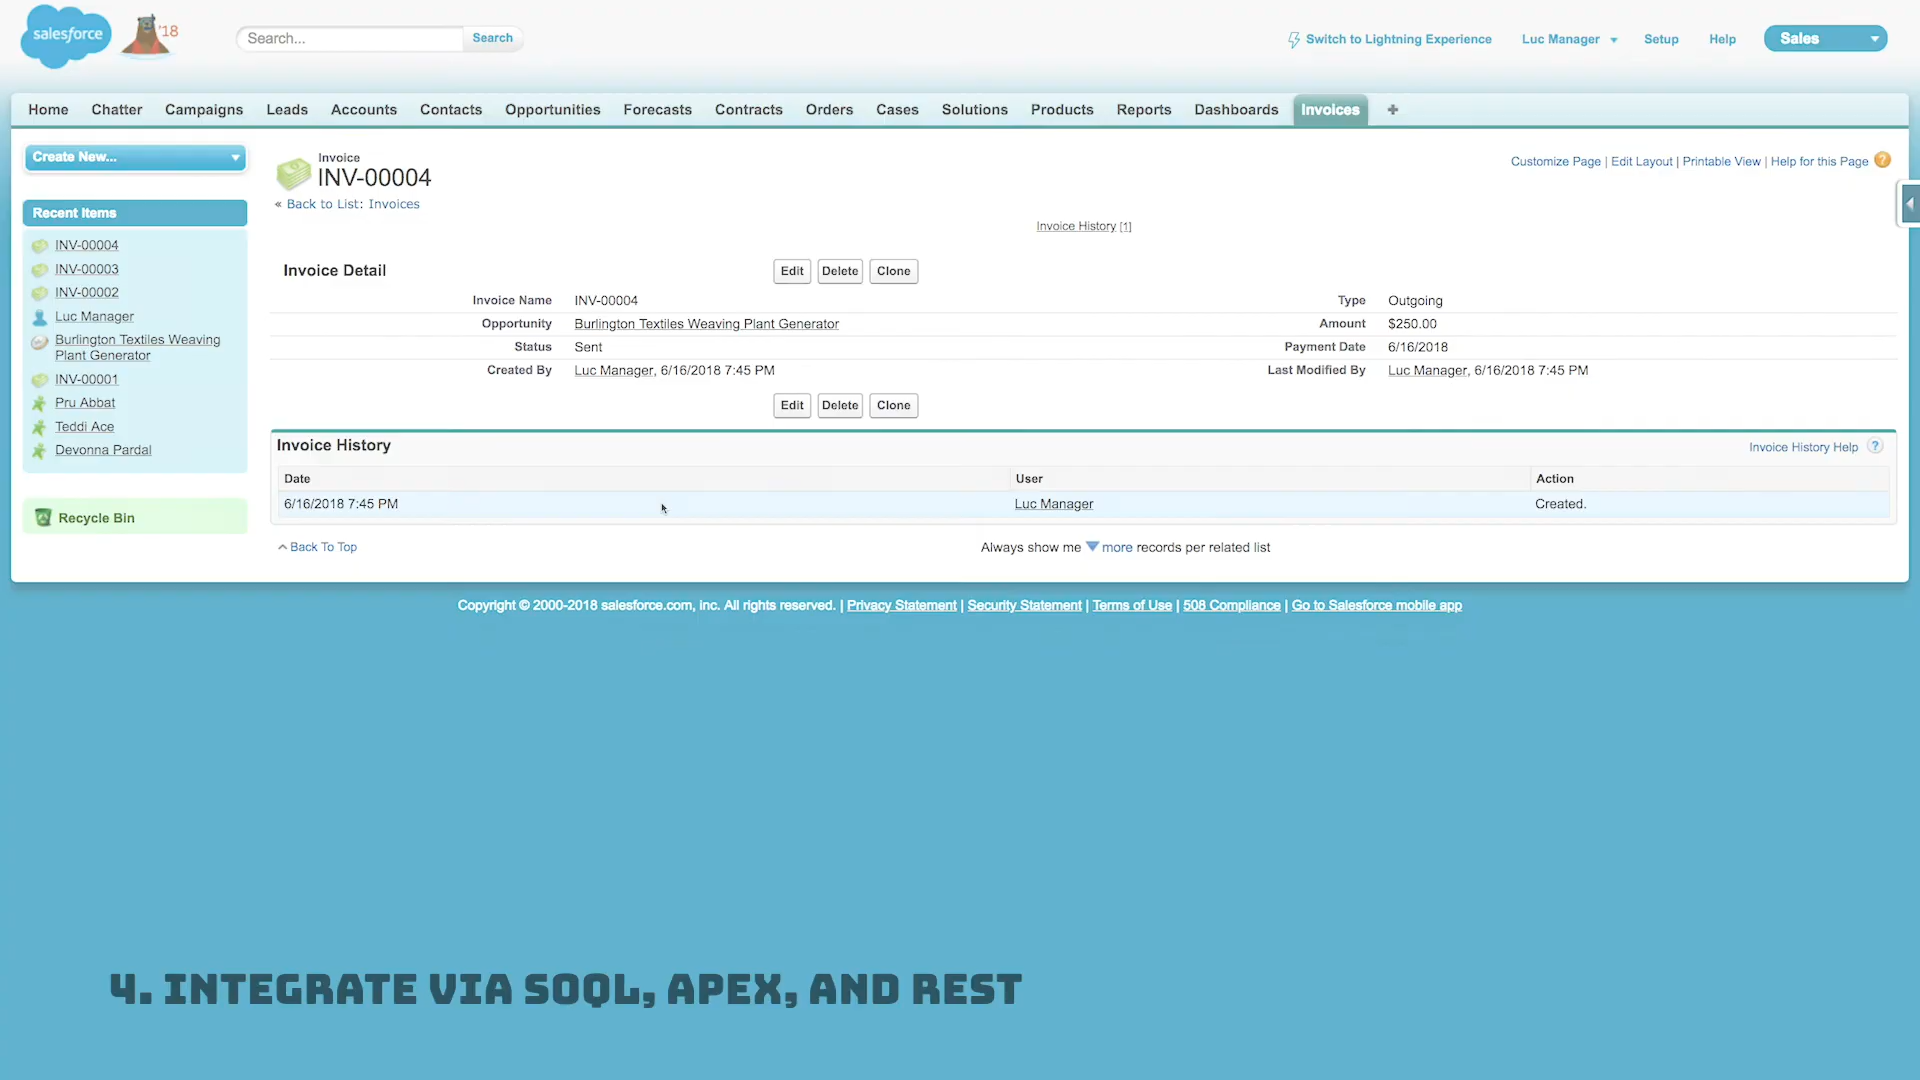 salesforce
'18
Search...
Search
Switch to Lightning Experience
Luc Manager
Setup
Help
Sales
Home
Chatter
Campaigns
Leads
Accounts
Contacts
Opportunities
Forecasts
Contracts
Orders
Cases
Solutions
Products
Reports
Dashboards
Invoices
+
Create New...
Recent Items
INV-00004
INV-00003
INV-00002
Luc Manager
Burlington Textiles Weaving
Plant Generator
INV-00001
Pru Abbat
Teddi Ace
Devonna Pardal
Recycle Bin
Invoice
INV-00004
« Back to List: Invoices
Customize Page | Edit Layout | Printable View | Help for this Page ?
Invoice History [1]
Invoice Detail
Edit
Delete
Clone
Invoice Name INV-00004
Type Outgoing
Opportunity Burlington Textiles Weaving Plant Generator
Amount $250.00
Status Sent
Payment Date 6/16/2018
Created By Luc Manager, 6/16/2018 7:45 PM
Last Modified By Luc Manager, 6/16/2018 7:45 PM
Edit
Delete
Clone
Invoice History
Invoice History Help ?
Date User Action
6/16/2018 7:45 PM Luc Manager Created.
Back To Top
Always show me more records per related list
Copyright © 2000-2018 salesforce.com, inc. All rights reserved. | Privacy Statement | Security Statement | Terms of Use | 508 Compliance | Go to Salesforce mobile app
4. INTEGRATE VIA SOQL, APEX, AND REST